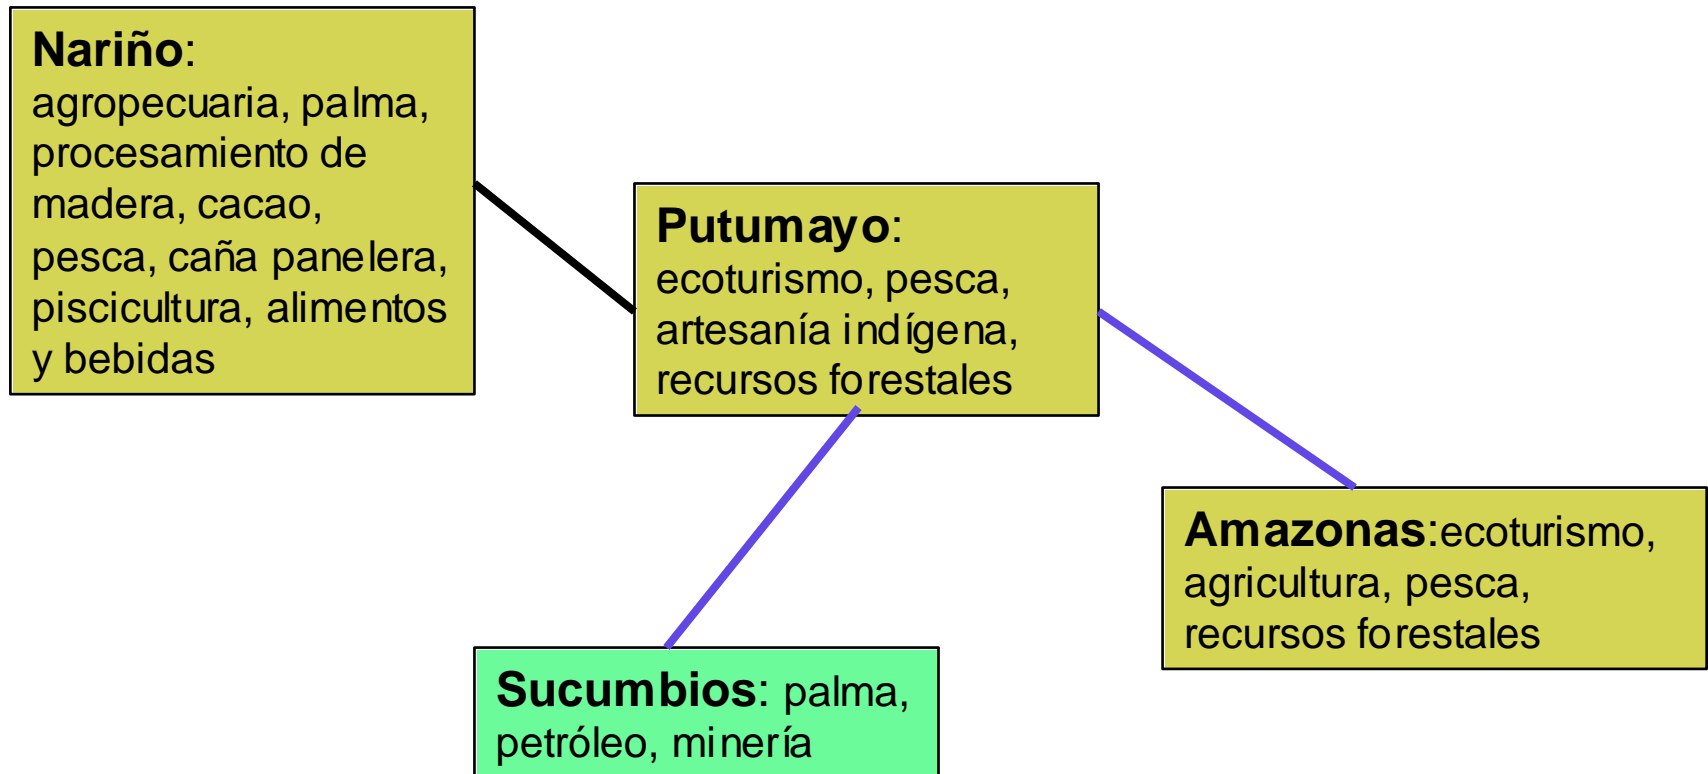 Nariño:
agropecuaria, palma,
procesamiento de
madera, cacao,
pesca, caña panelera,
piscicultura, alimentos
y bebidas
Putumayo:
ecoturismo, pesca,
artesanía indígena,
recursos forestales
Amazonas:ecoturismo,
agricultura, pesca,
recursos forestales
Sucumbios: palma,
petróleo, minería